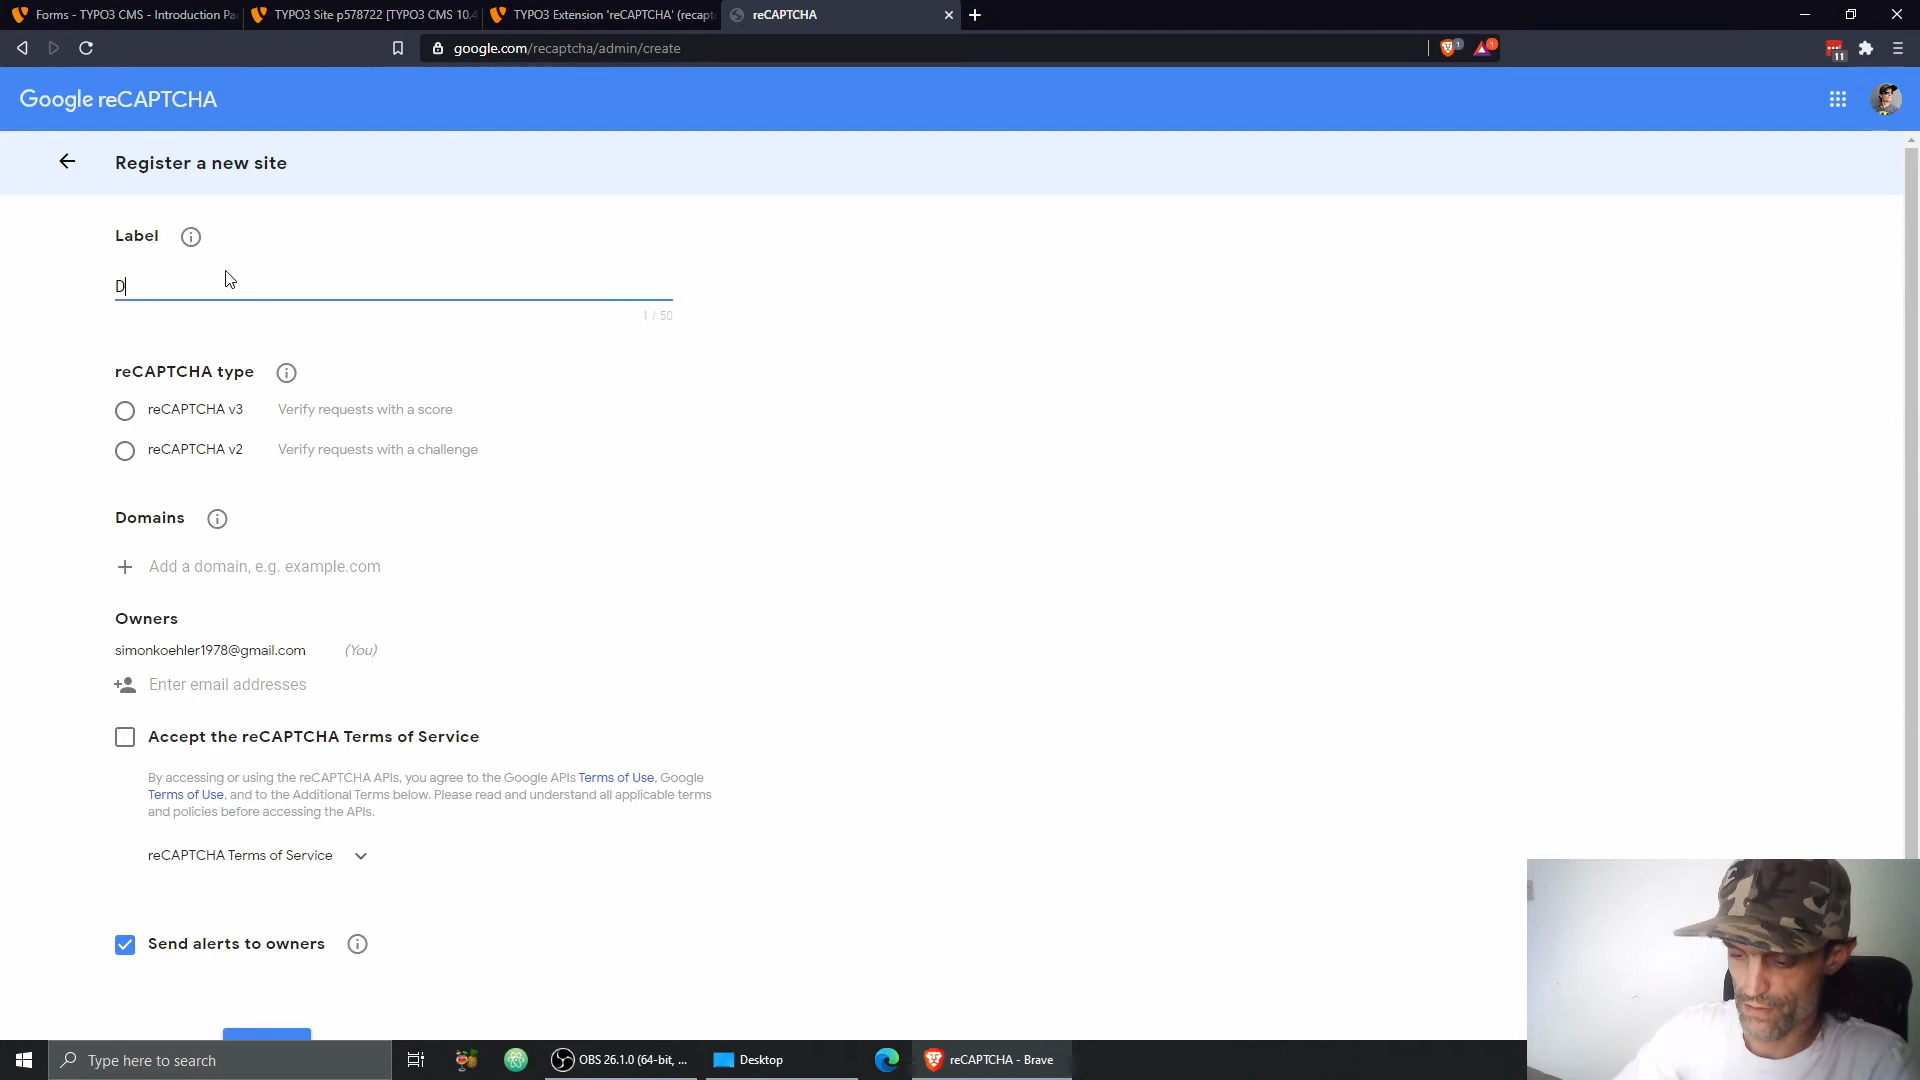 Forms - TYPO3 CMS - Introduction Pa
TYPO3 Site p578722 [TYPO3 CMS 10.4
TYPO3 Extension 'reCAPTCHA' (recapt
reCAPTCHA
google.com/recaptcha/admin/create
1
1
11
Google reCAPTCHA
Register a new site
Label
D
1 / 50
reCAPTCHA type
reCAPTCHA v3 Verify requests with a score
reCAPTCHA v2 Verify requests with a challenge
Domains
Add a domain, e.g. example.com
Owners
simonkoehler1978@gmail.com (You)
Enter email addresses
Accept the reCAPTCHA Terms of Service
By accessing or using the reCAPTCHA APIs, you agree to the Google APIs Terms of Use, Google
Terms of Use, and to the Additional Terms below. Please read and understand all applicable terms
and policies before accessing the APIs.
reCAPTCHA Terms of Service
Send alerts to owners
Type here to search
OBS 26.1.0 (64-bit, ...
Desktop
reCAPTCHA - Brave